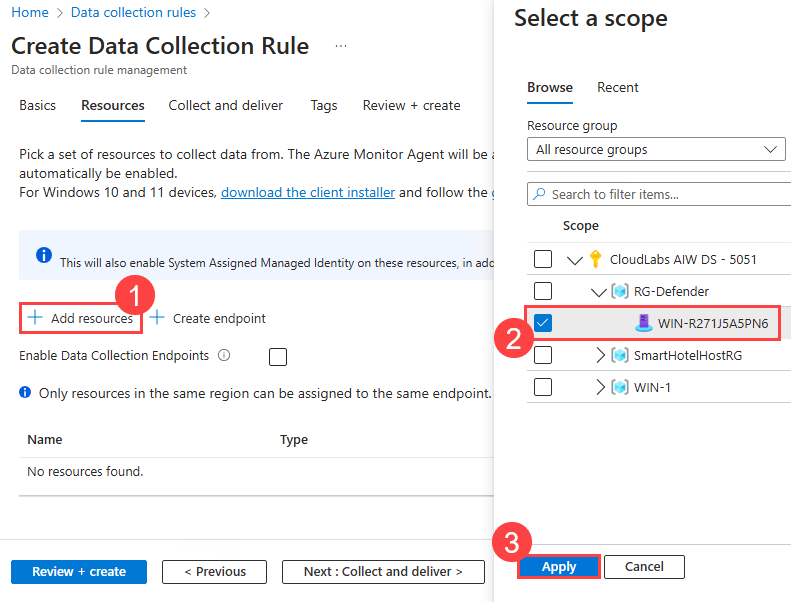 Home > Data collection rules >
Create Data Collection Rule ...
Data collection rule management
Basics Resources Collect and deliver Tags Review + create
Pick a set of resources to collect data from. The Azure Monitor Agent will be
automatically be enabled.
For Windows 10 and 11 devices, download the client installer and follow the
This will also enable System Assigned Managed Identity on these resources, in
1
+ Add resources + Create endpoint
Enable Data Collection Endpoints
Only resources in the same region can be assigned to the same endpoint.
Name Type
No resources found.
Review + create < Previous Next : Collect and deliver >
Select a scope
Browse Recent
Resource group
All resource groups
Search to filter items...
Scope
CloudLabs AIW DS - 5051
RG-Defender
2 WIN-R271J5A5PN6
SmartHotelHostRG
WIN-1
3
Apply Cancel